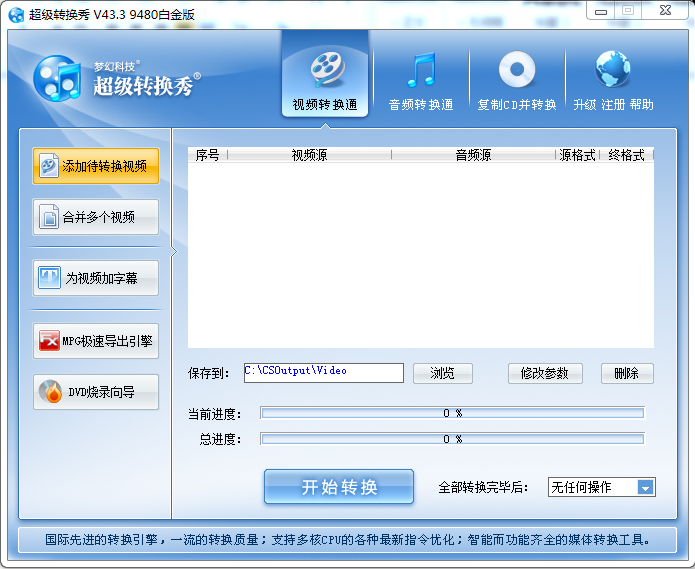 超级转换秀 V43.3 9480白金版
梦幻科技®
超级转换秀®
视频转换通
音频转换通
复制CD并转换
升级 注册 帮助
添加待转换视频
合并多个视频
为视频加字幕
MPG极速导出引擎
DVD烧录向导
序号 视频源 音频源 源格式 终格式
保存到： C:\CSOutput\Video 浏览 修改参数 删除
当前进度： 0 %
总进度： 0 %
开始转换 全部转换完毕后： 无任何操作
国际先进的转换引擎，一流的转换质量；支持多核CPU的各种最新指令优化；智能而功能齐全的媒体转换工具。